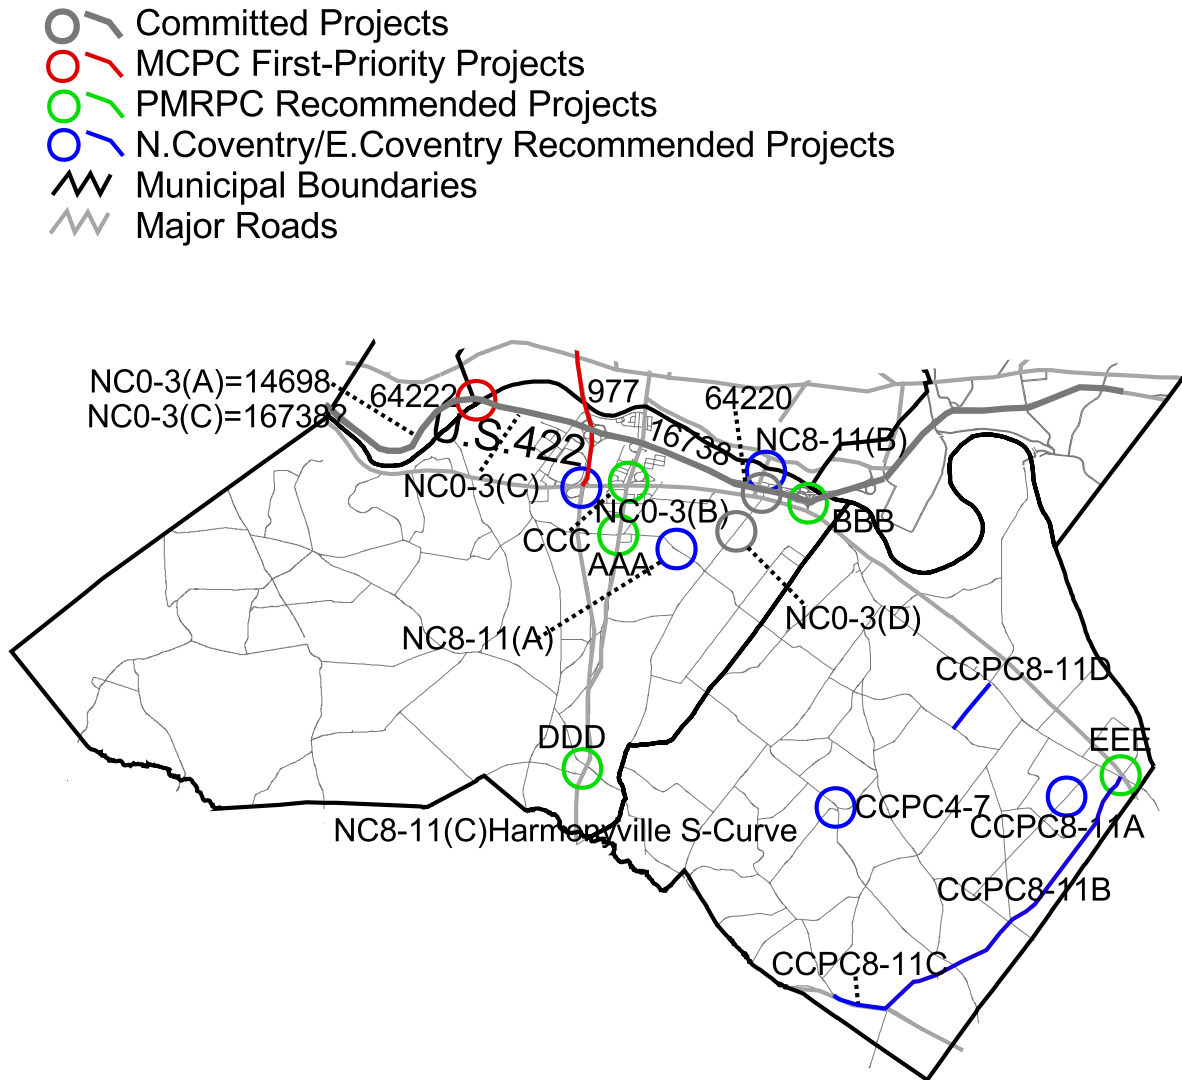 Committed Projects
MCPC First-Priority Projects
PMRPC Recommended Projects
N.Coventry/E.Coventry Recommended Projects
Municipal Boundaries
Major Roads
NC0-3(A)=14698
64222
977
64220
NC0-3(C)=16738?
U.S.422
16738
NC8-11(B)
NC0-3(C)
NC0-3(B)
BBB
CCC
AAA
NC0-3(D)
NC8-11(A)
CCPC8-11D
DDD
EEE
CCPC4-7
CCPC8-11A
NC8-11(C)Harmonyville S-Curve
CCPC8-11B
CCPC8-11C